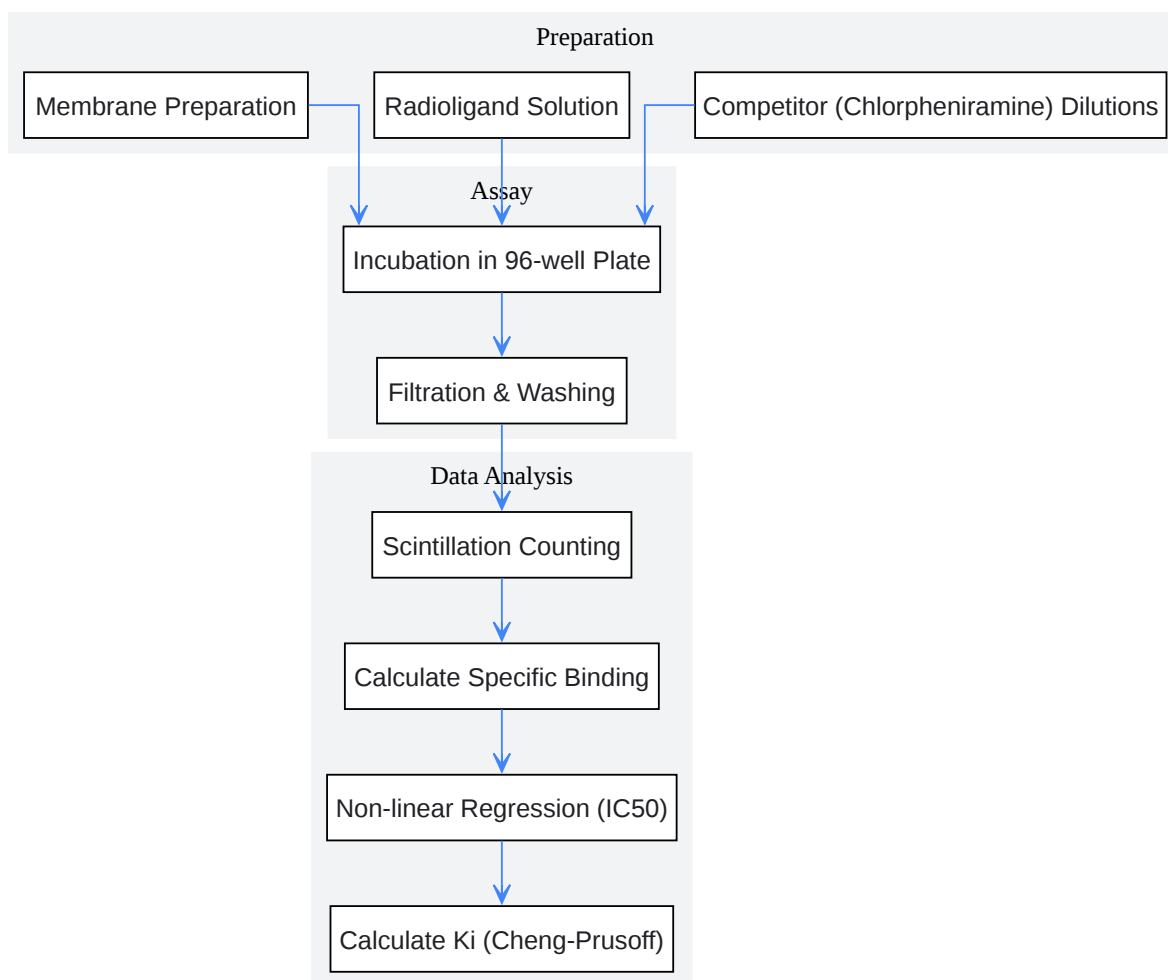 Preparation
Membrane Preparation
Radioligand Solution
Competitor (Chlorpheniramine) Dilutions
Assay
Incubation in 96-well Plate
Filtration & Washing
Data Analysis
Scintillation Counting
Calculate Specific Binding
Non-linear Regression (IC50)
Calculate Ki (Cheng-Prusoff)